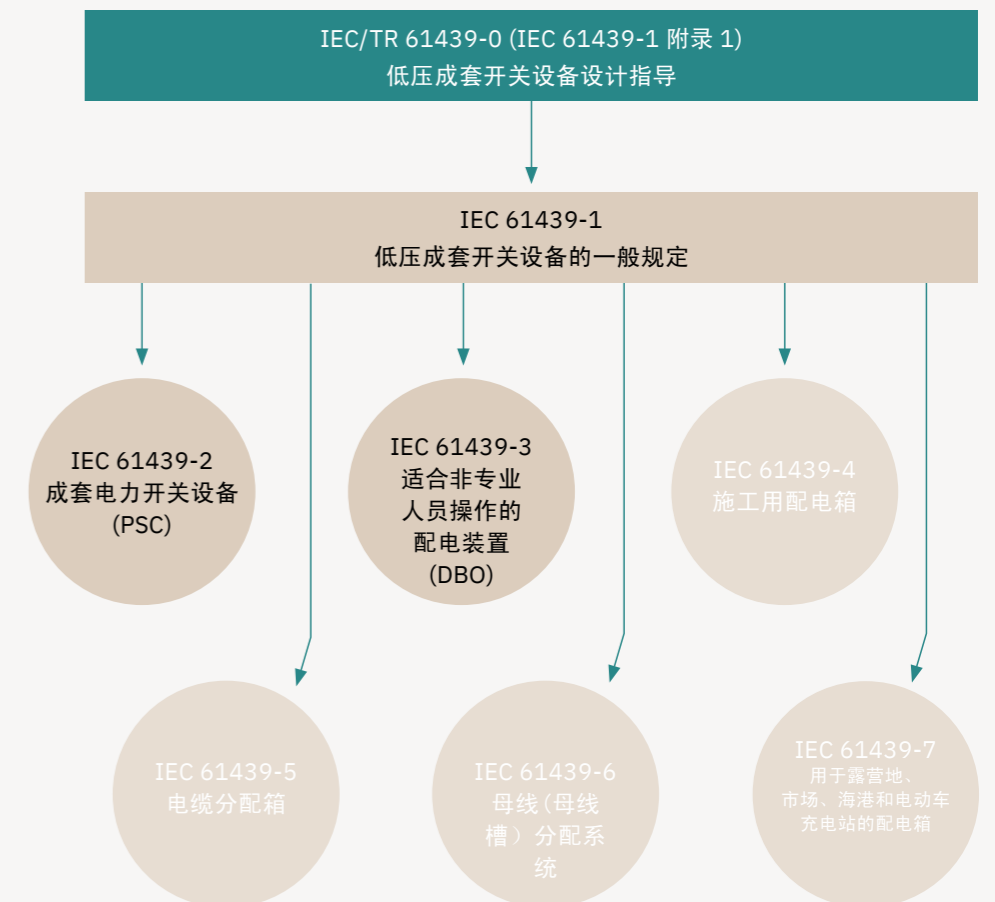 IEC/TR 61439-0 (IEC 61439-1 附录 1)
低压成套开关设备设计指导
IEC 61439-1
低压成套开关设备的一般规定
IEC 61439-2
成套电力开关设备
(PSC)
IEC 61439-3
适合非专业
人员操作的
配电装置
(DBO)
IEC 61439-4
施工用配电箱
IEC 61439-5
电缆分配箱
IEC 61439-6
母线(母线
槽）分配系
统
IEC 61439-7
用于露营地、
市场、海港和电动车
充电站的配电箱